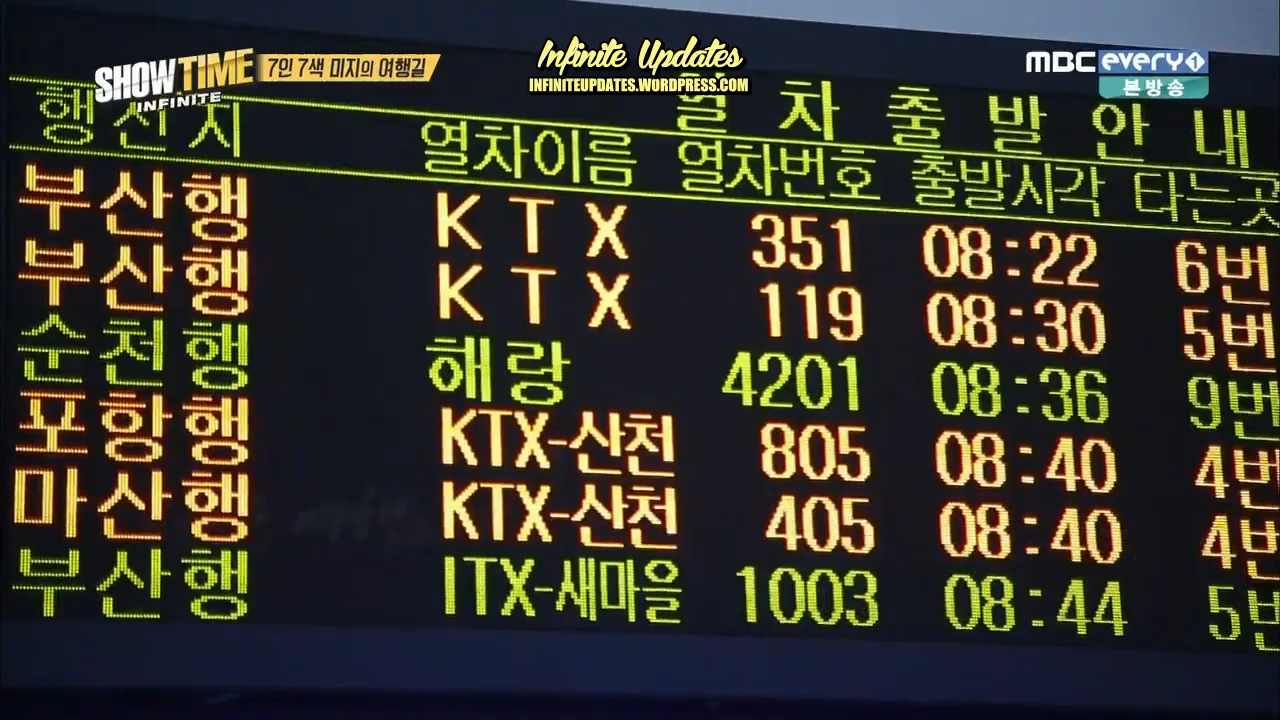 SHOWTIME 7인 7색 미지의 여행길
INFINITE
Infinite Updates
INFINITEUPDATES.WORDPRESS.COM
MBC every1
본방송
열차출발안내
행선지 열차이름 열차번호 출발시각 타는곳
부산행 KTX 351 08:22 6번
부산행 KTX 119 08:30 5번
순천행 해랑 4201 08:36 9번
포항행 KTX-산천 805 08:40 4번
마산행 KTX-산천 405 08:40 4번
부산행 ITX-새마을 1003 08:44 5번